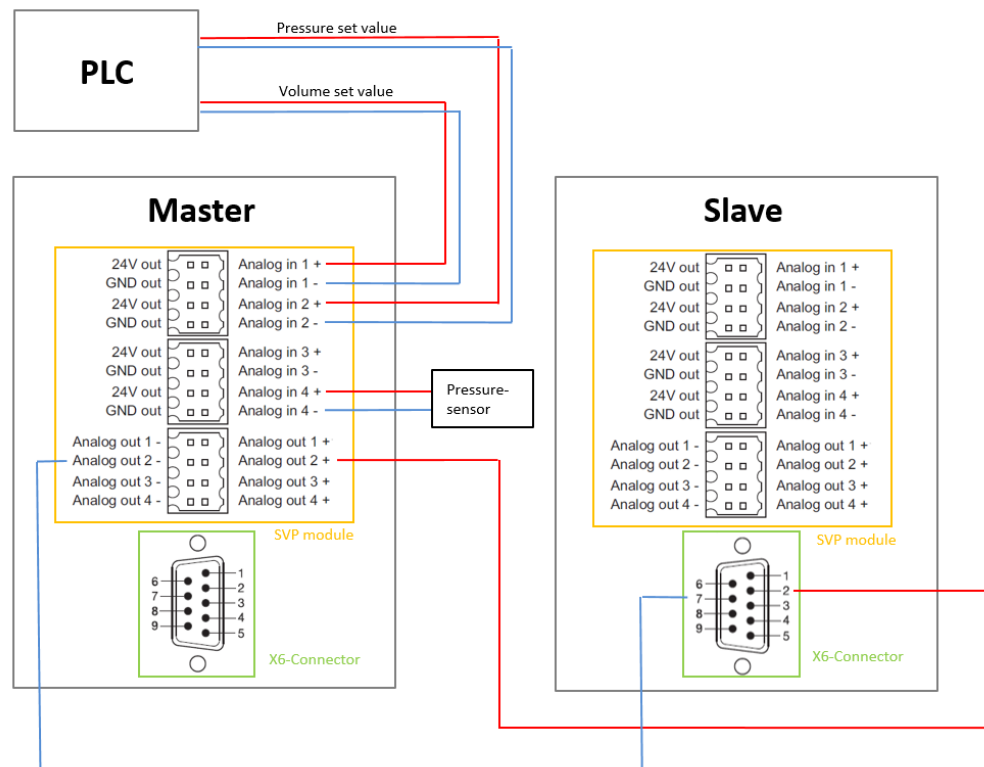 Pressure set value
PLC
Volume set value
Master
24V out Analog in 1 +
GND out Analog in 1 -
24V out Analog in 2 +
GND out Analog in 2 -
24V out Analog in 3 +
GND out Analog in 3 -
24V out Analog in 4 +
GND out Analog in 4 -
Analog out 1 - Analog out 1 +
Analog out 2 - Analog out 2 +
Analog out 3 - Analog out 3 +
Analog out 4 - Analog out 4 +
SVP module
1
6
2
7
3
8
4
9
5
X6-Connector
Pressure-
sensor
Slave
24V out Analog in 1 +
GND out Analog in 1 -
24V out Analog in 2 +
GND out Analog in 2 -
24V out Analog in 3 +
GND out Analog in 3 -
24V out Analog in 4 +
GND out Analog in 4 -
Analog out 1 - Analog out 1 +
Analog out 2 - Analog out 2 +
Analog out 3 - Analog out 3 +
Analog out 4 - Analog out 4 +
SVP module
1
6
2
7
3
8
4
9
5
X6-Connector